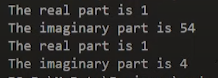 The real part is 1
The imaginary part is 54
The real part is 1
The imaginary part is 4